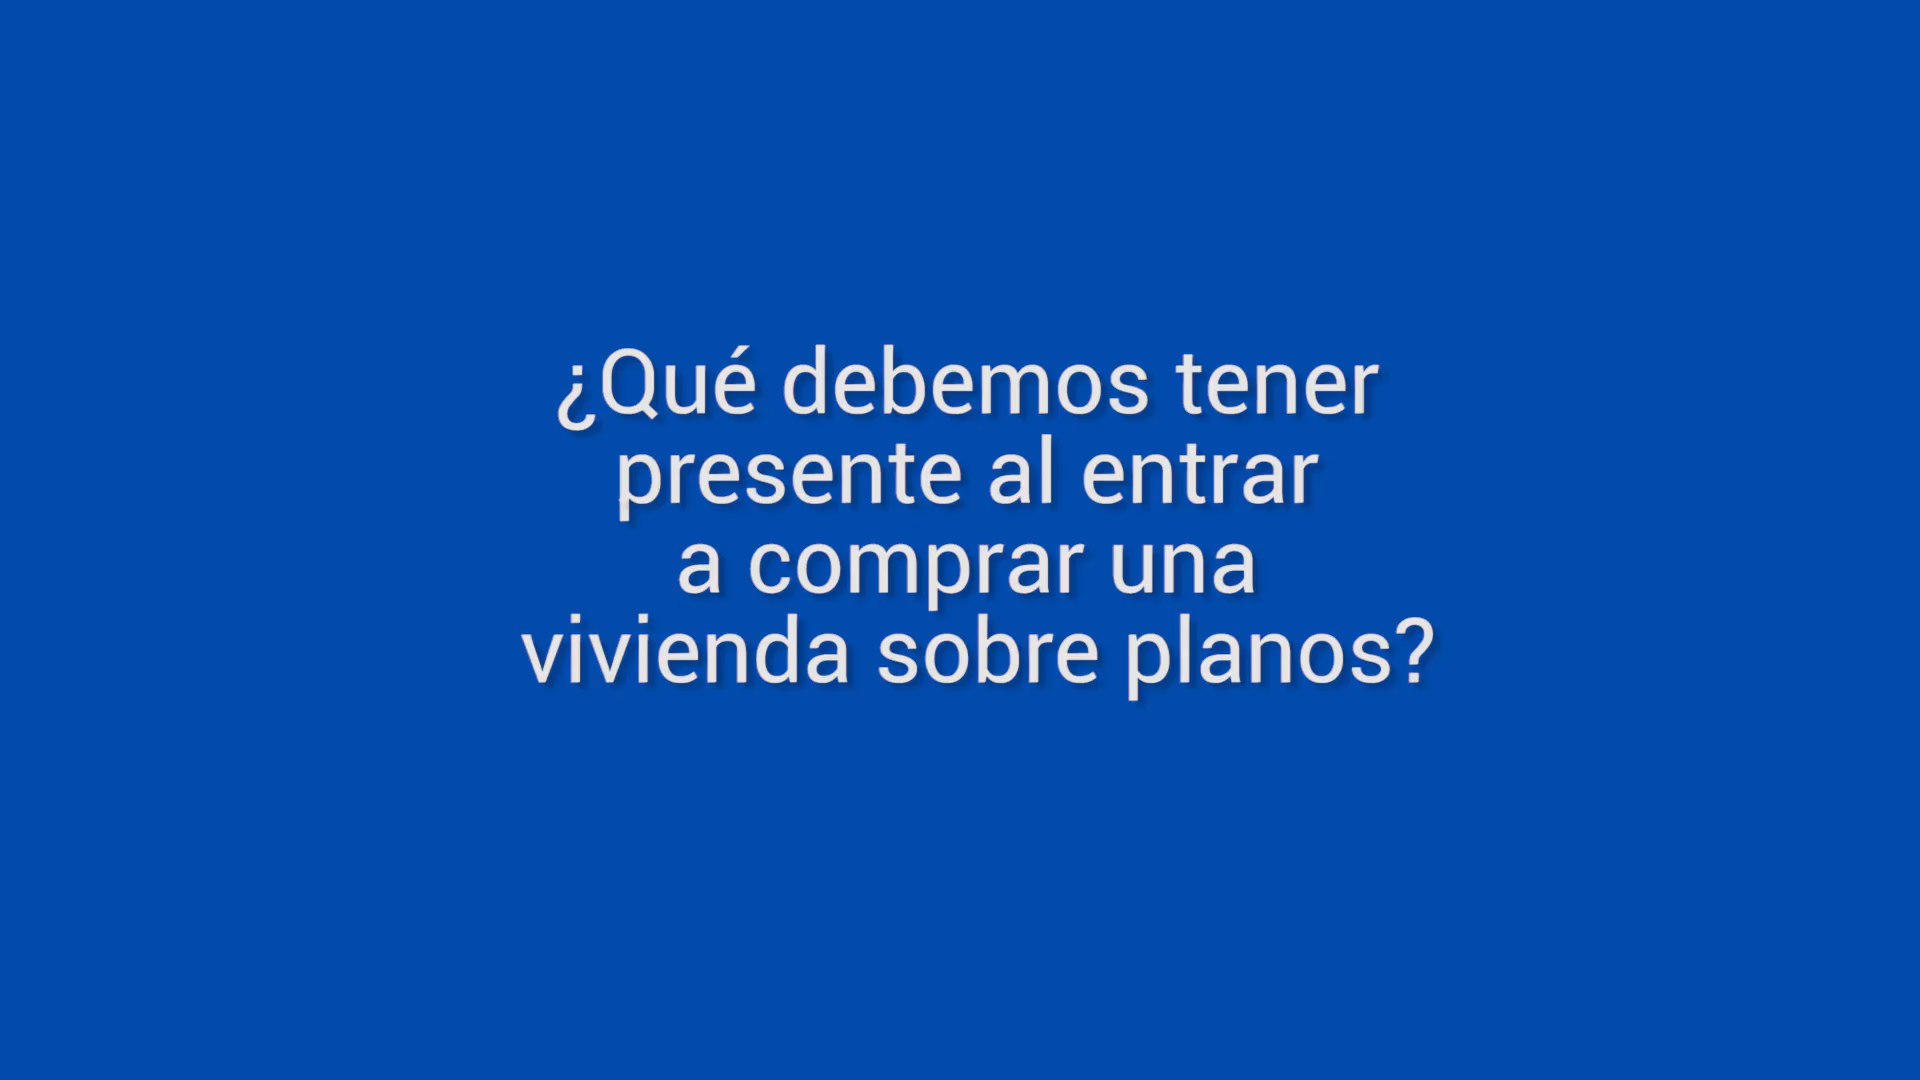 ¿Qué debemos tener
presente al entrar
a comprar una
vivienda sobre planos?